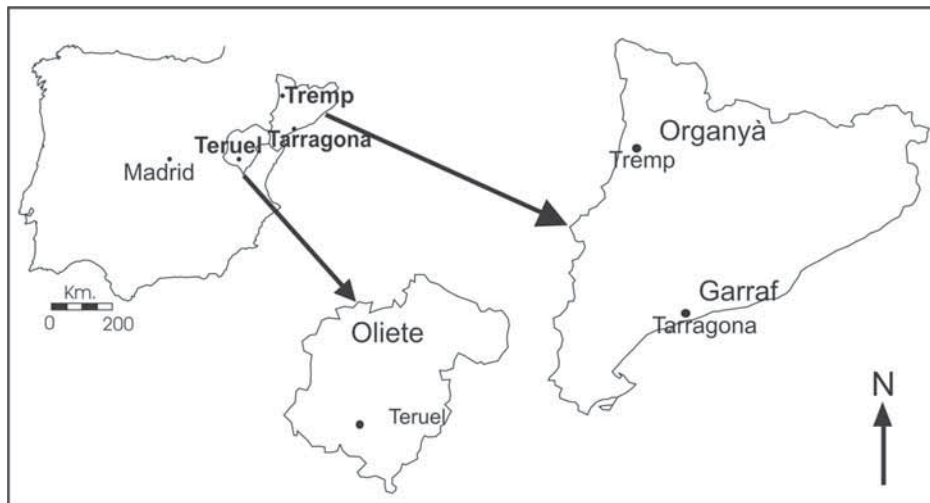 Tremp
Tarragona
Teruel
Madrid
Km.
0 200
Oliete
Teruel
Organyà
Tremp
Garraf
Tarragona
N